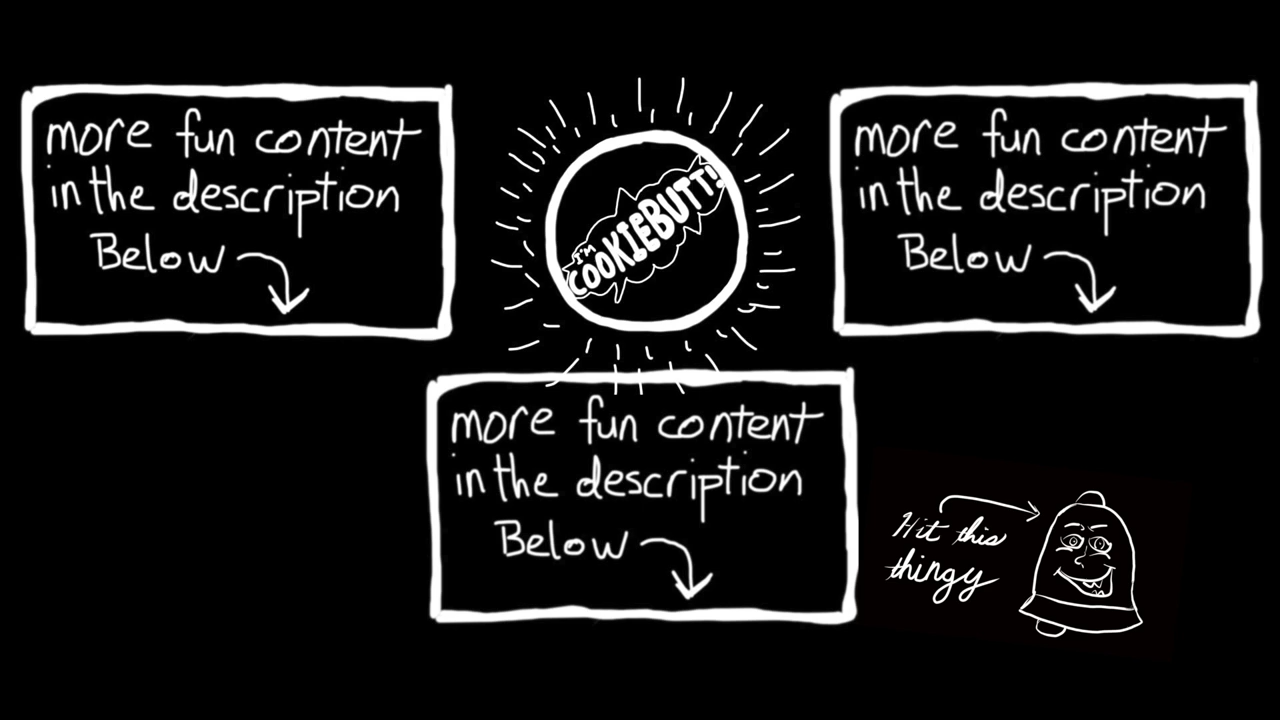 more fun content
in the description
Below
I'M
COOKIEBUTT!
more fun content
in the description
Below
more fun content
in the description
Below
Hit this
thingy